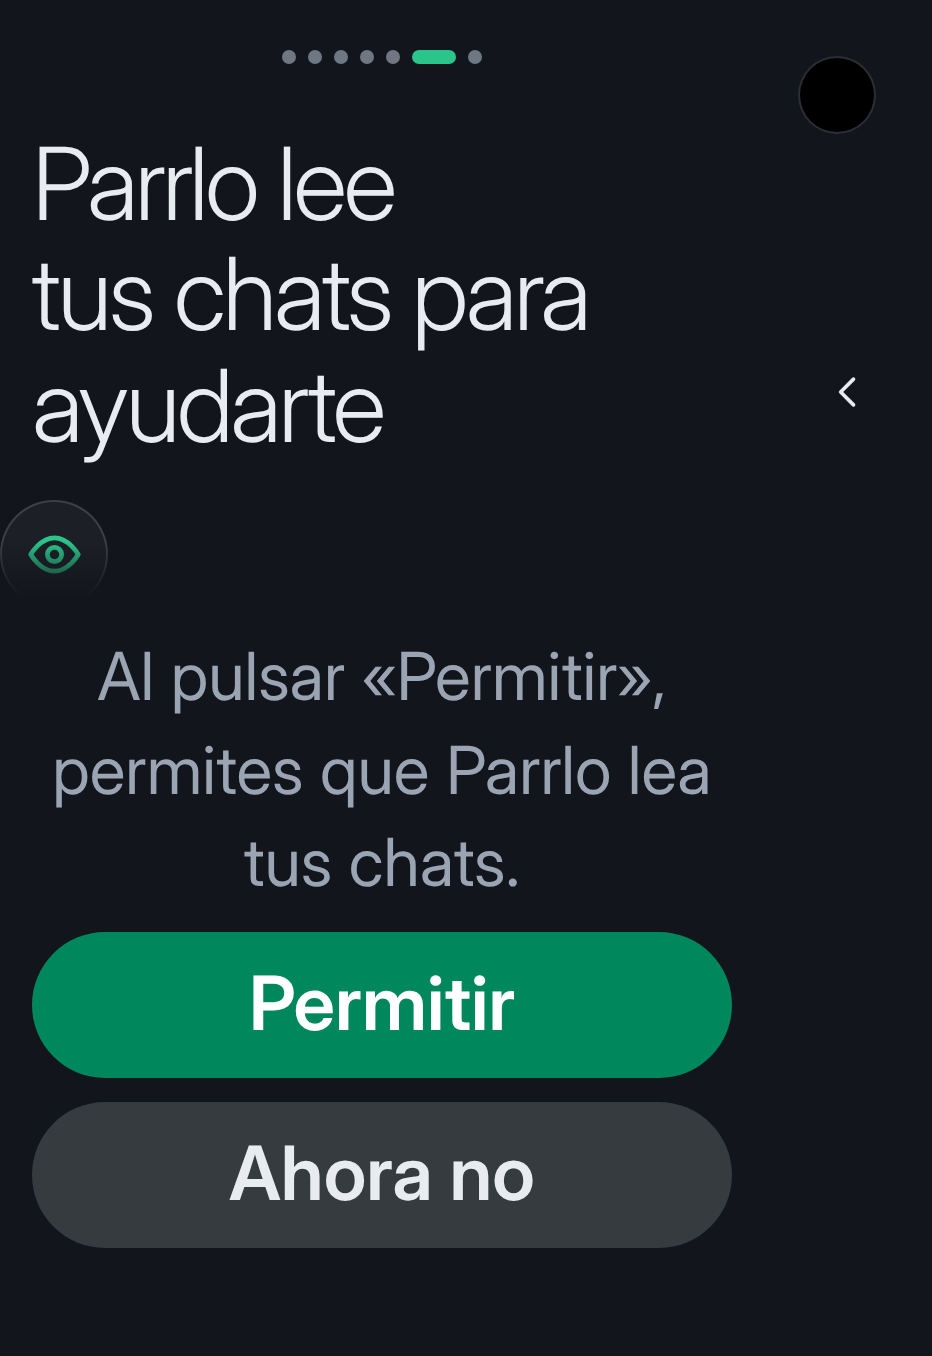 Parrlo lee
tus chats para
ayudarte
Al pulsar «Permitir»,
permites que Parrlo lea
tus chats.
Permitir
Ahora no